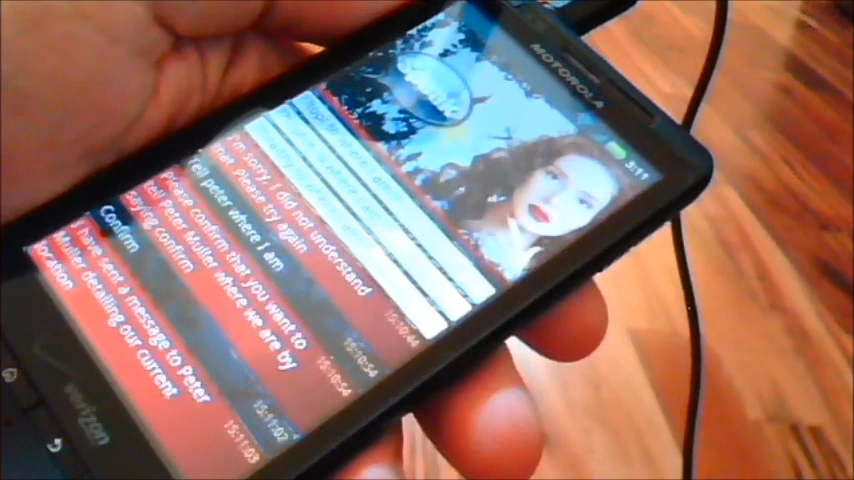 MOTOROLA
3:11
15:10:44
I'm sorry, I did not understand
that. Please try again
15:10:54
Tell peter where I am
15:10:54
Please confirm that you want to
tell Peter Muller where we are by
saying confirm
15:11:02
Confirm
15:11:03
I have sent a message to Peter
Muller detailing our current
location
verizon